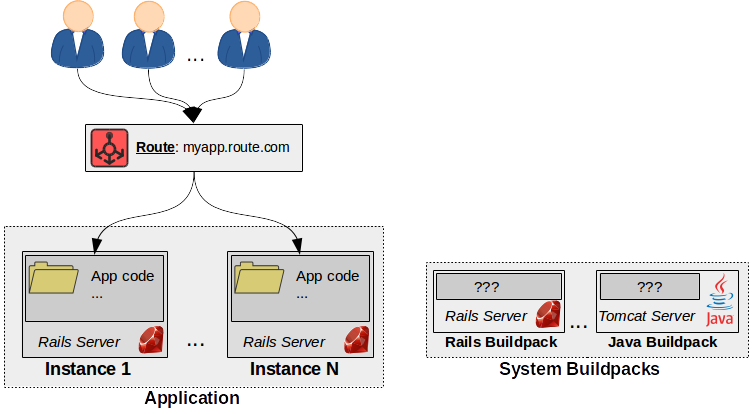 ...
Route: myapp.route.com
App code
...
Rails Server
Instance 1
...
App code
...
Rails Server
Instance N
Application
???
Rails Server
Rails Buildpack
...
???
Tomcat Server
Java
Java Buildpack
System Buildpacks